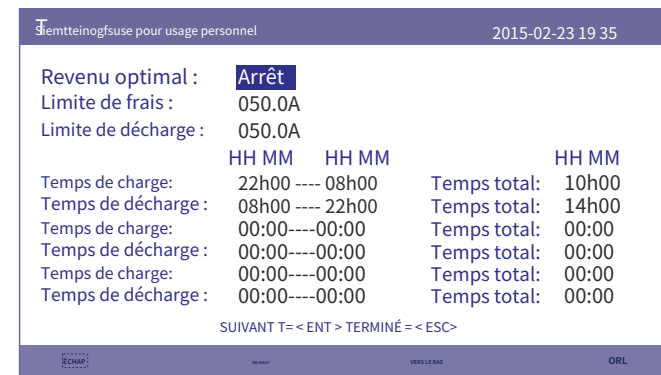 pour usage personnel 2015-02-23 19 35
Revenu optimal : Arrêt
Limite de frais : 050.0A
Limite de décharge : 050.0A
HH MM HH MM HH MM
Temps de charge: 22h00 ---- 08h00 Temps total: 10h00
Temps de décharge : 08h00 ---- 22h00 Temps total: 14h00
Temps de charge: 00:00----00:00 Temps total: 00:00
Temps de décharge : 00:00----00:00 Temps total: 00:00
Temps de charge: 00:00----00:00 Temps total: 00:00
Temps de décharge : 00:00----00:00 Temps total: 00:00
SUIVANT T= < ENT > TERMINÉ = < ESC>
ÉCHAP EN HAUT VERS LE BAS ORL